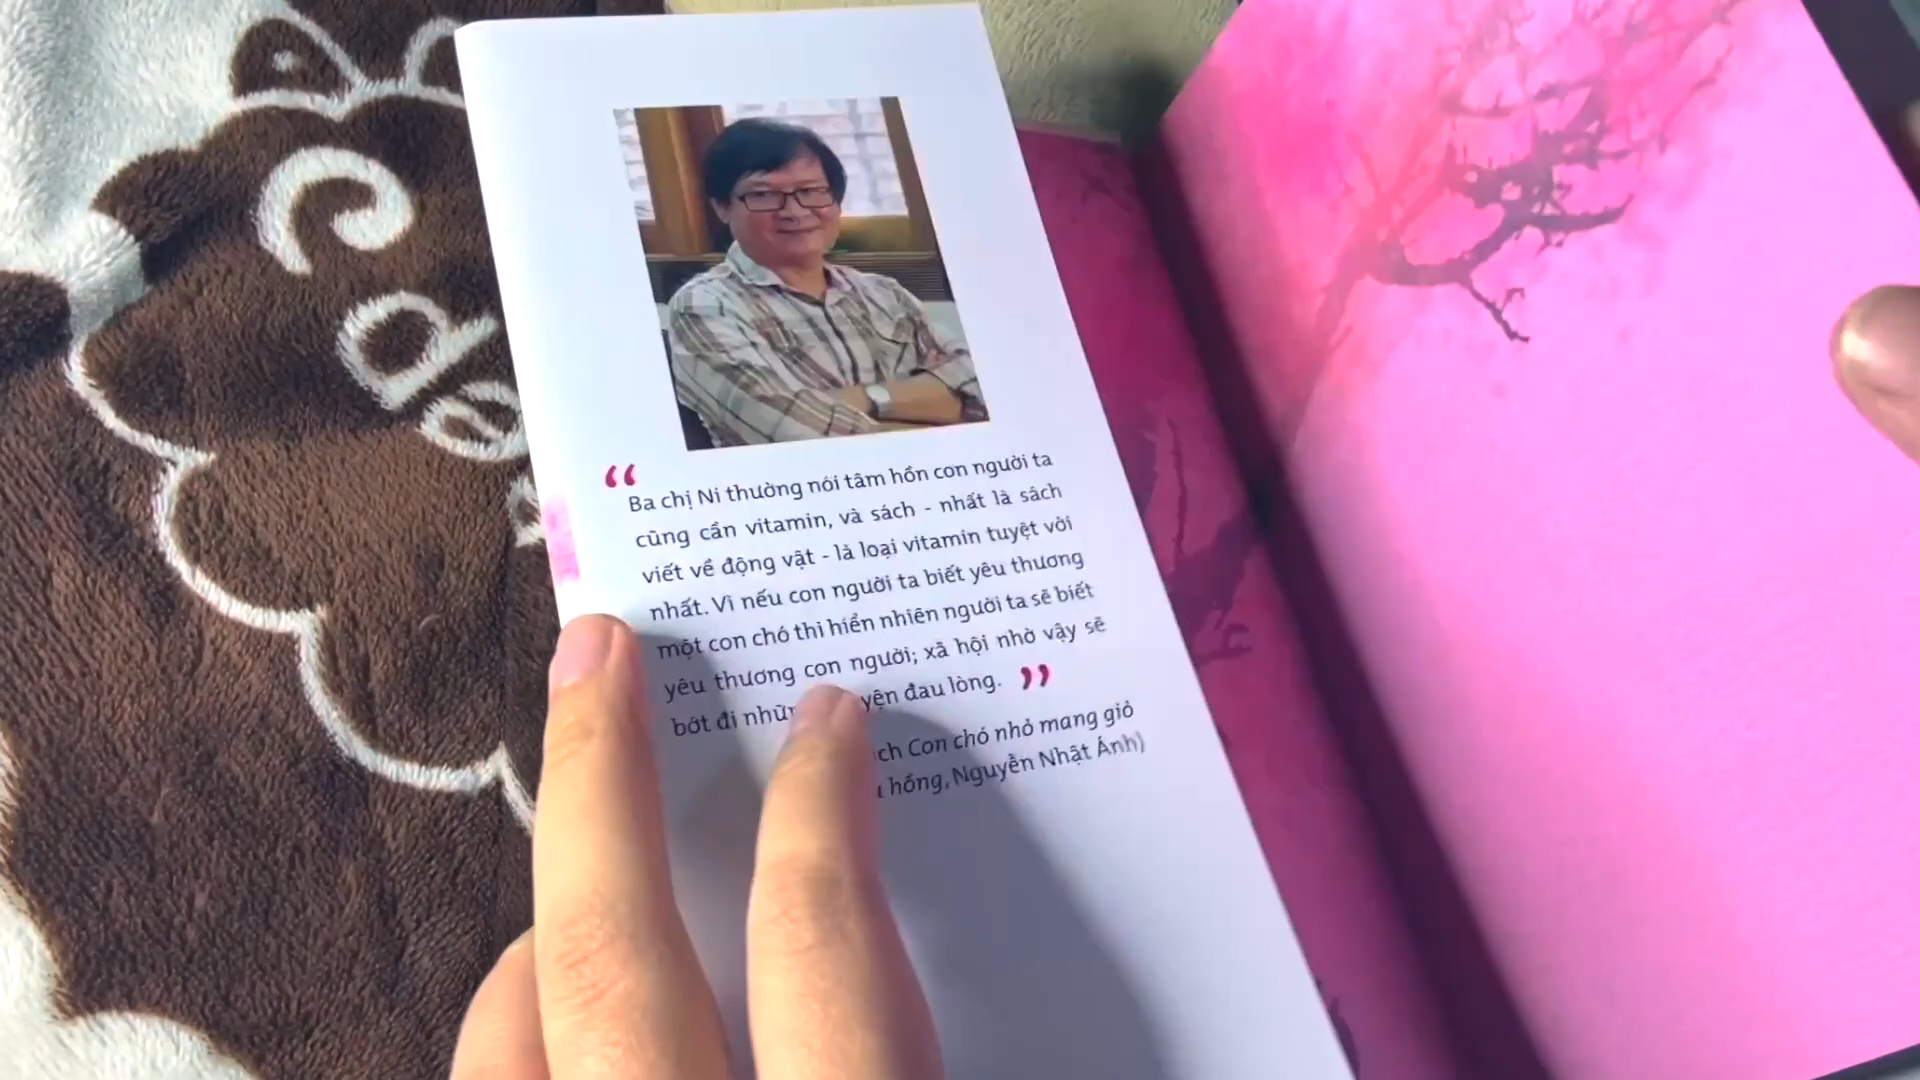 “
Ba chị Ni thường nói tâm hồn con người ta
cũng cần vitamin, và sách - nhất là sách
viết về động vật - là loại vitamin tuyệt vời
nhất. Vì nếu con người ta biết yêu thương
một con chó thì hiển nhiên người ta sẽ biết
yêu thương con người; xã hội nhờ vậy sẽ
bớt đi đau lòng. ”
Con chó nhỏ mang giỏ
hồng, Nguyễn Nhật Ánh)